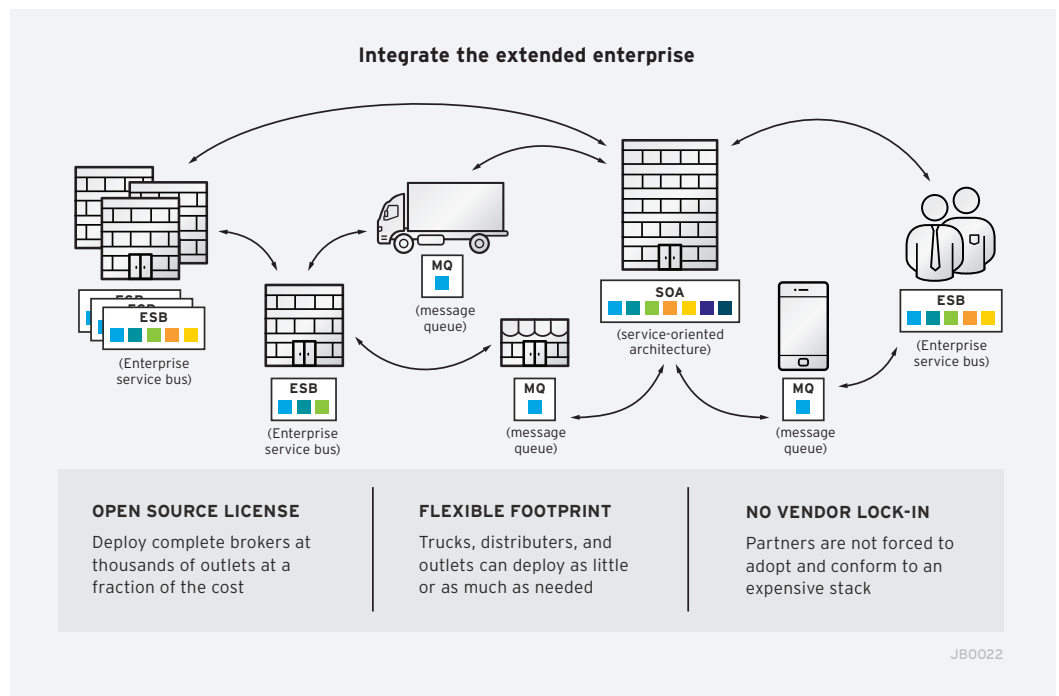 Integrate the extended enterprise
ESB
ESB
ESB
(Enterprise
service bus)
ESB
(Enterprise
service bus)
MQ
(message
queue)
MQ
(message
queue)
SOA
(service-oriented
architecture)
MQ
(message
queue)
ESB
(Enterprise
service bus)
OPEN SOURCE LICENSE
Deploy complete brokers at
thousands of outlets at a
fraction of the cost
FLEXIBLE FOOTPRINT
Trucks, distributers, and
outlets can deploy as little
or as much as needed
NO VENDOR LOCK-IN
Partners are not forced to
adopt and conform to an
expensive stack
JB0022